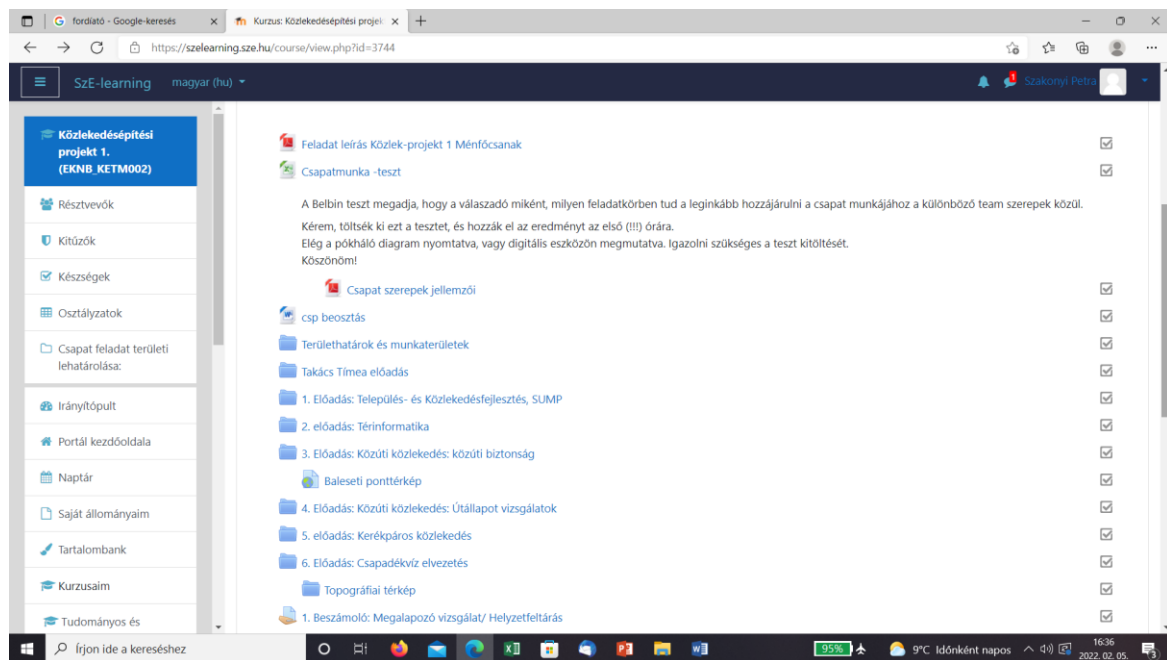 fordíató - Google-keresés
Kurzus: Közlekedésépítési projek
https://szelearning.sze.hu/course/view.php?id=3744
SzE-learning
magyar (hu)
Szakonyi Petra
Közlekedésépítési
projekt 1.
(EKNB_KETM002)
Résztvevők
Kitűzők
Készségek
Osztályzatok
Csapat feladat területi
lehatárolása:
Irányítópult
Portál kezdőoldala
Naptár
Saját állományaim
Tartalombank
Kurzusaim
Tudományos és
Feladat leírás Közlek-projekt 1 Ménfőcsanak
Csapatmunka -teszt
A Belbin teszt megadja, hogy a válaszadó miként, milyen feladatkörben tud a leginkább hozzájárulni a csapat munkájához a különböző team szerepek közül.
Kérem, töltsék ki ezt a tesztet, és hozzák el az eredményt az első (!!!) órára.
Elég a pókháló diagram nyomtatva, vagy digitális eszközön megmutatva. Igazolni szükséges a teszt kitöltését.
Köszönöm!
Csapat szerepek jellemzői
csp beosztás
Területhatárok és munkaterületek
Takács Tímea előadás
1. Előadás: Település- és Közlekedésfejlesztés, SUMP
2. előadás: Térinformatika
3. Előadás: Közúti közlekedés: közúti biztonság
Baleseti ponttérkép
4. Előadás: Közúti közlekedés: Útállapot vizsgálatok
5. előadás: Kerékpáros közlekedés
6. Előadás: Csapadékvíz elvezetés
Topográfiai térkép
1. Beszámoló: Megalapozó vizsgálat/ Helyzetfeltárás
Írjon ide a kereséshez
95%
9°C Időnként napos
16:36
2022. 02. 05.
3